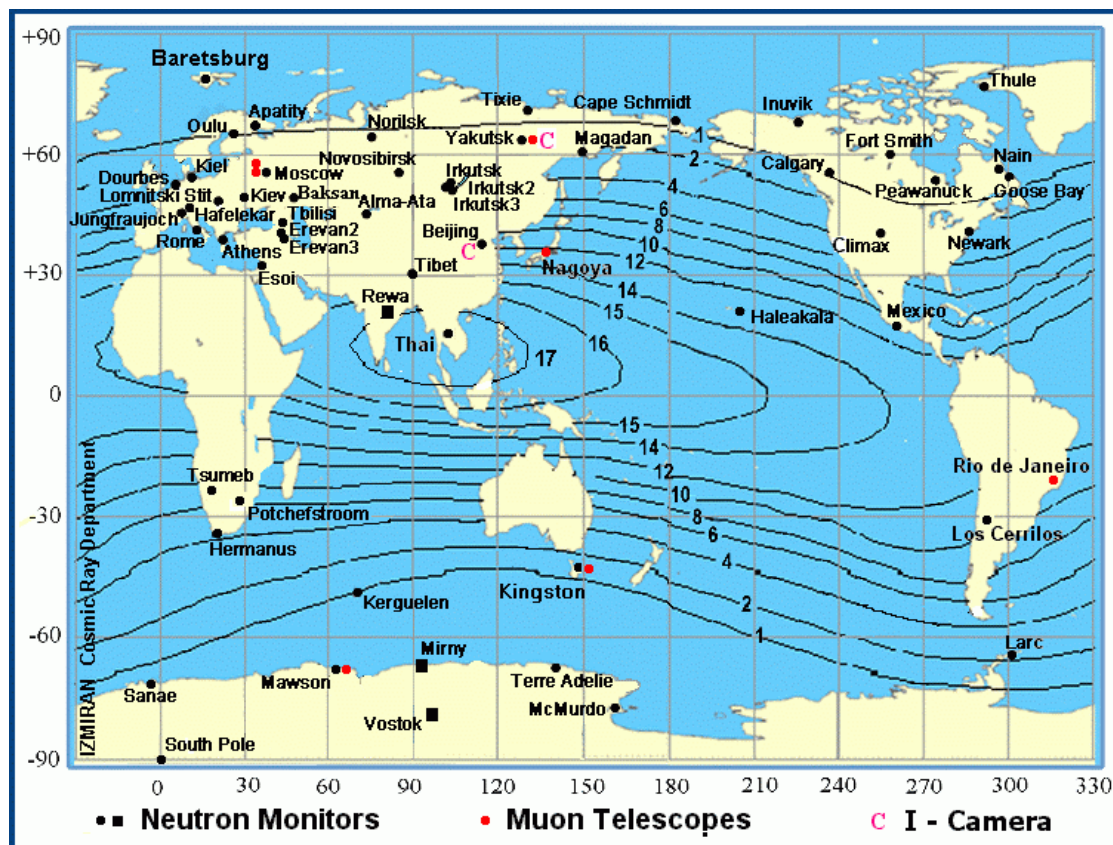 +90
Baretsburg
Thule
Tixie
Cape Schmidt
Inuvik
Apatity
Oulu
Norilsk
1
Yakutsk
C
Magadan
Fort Smith
+60
2
Nain
Kiel
Novosibirsk
Calgary
Dourbes
Moscow
Irkutsk
4
Peawanuck
Goose Bay
Lomnitski Stit
Kiev
Baksan
Irkutsk2
Alma-Ata
Irkutsk3
6
Jungfraujoch
Hafelekar
Tbilisi
8
Erevan2
Beijing
Rome
Athens
Erevan3
C
10
Climax
Newark
12
Nagoya
+30
Esoi
Tibet
14
Rewa
15
Haleakala
Mexico
Thai
16
17
0
15
14
12
Rio de Janeiro
Tsumeb
10
-30
Potchefstroom
8
Los Cerrilos
Hermanus
6
4
Kingston
2
Kerguelen
1
-60
Mirny
Larc
Mawson
Terre Adelie
Sanae
McMurdo
Vostok
South Pole
-90
IZMIRAN Cosmic Ray Department
0
30
60
90
120
150
180
210
240
270
300
330
Neutron Monitors
Muon Telescopes
C I - Camera